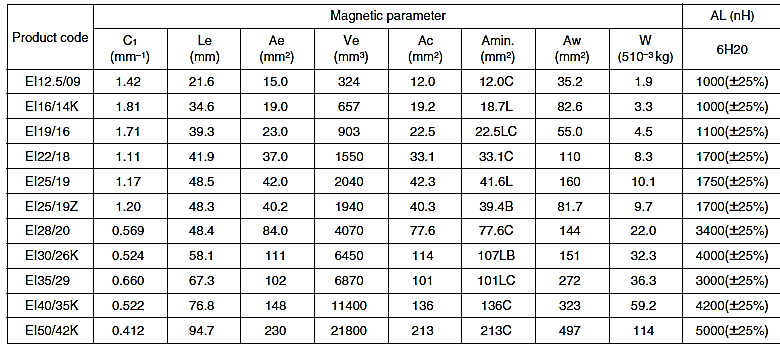 Product code Magnetic parameter AL (nH)
C₁ (mm⁻¹) Le (mm) Ae (mm²) Ve (mm³) Ac (mm²) Amin. (mm²) Aw (mm²) W (510⁻³ kg) 6H20
EI12.5/09 1.42 21.6 15.0 324 12.0 12.0C 35.2 1.9 1000(±25%)
EI16/14K 1.81 34.6 19.0 657 19.2 18.7L 82.6 3.3 1000(±25%)
EI19/16 1.71 39.3 23.0 903 22.5 22.5LC 55.0 4.5 1100(±25%)
EI22/18 1.11 41.9 37.0 1550 33.1 33.1C 110 8.3 1700(±25%)
EI25/19 1.17 48.5 42.0 2040 42.3 41.6L 160 10.1 1750(±25%)
EI25/19Z 1.20 48.3 40.2 1940 40.3 39.4B 81.7 9.7 1700(±25%)
EI28/20 0.569 48.4 84.0 4070 77.6 77.6C 144 22.0 3400(±25%)
EI30/26K 0.524 58.1 111 6450 114 107LB 151 32.3 4000(±25%)
EI35/29 0.660 67.3 102 6870 101 101LC 272 36.3 3000(±25%)
EI40/35K 0.522 76.8 148 11400 136 136C 323 59.2 4200(±25%)
EI50/42K 0.412 94.7 230 21800 213 213C 497 114 5000(±25%)